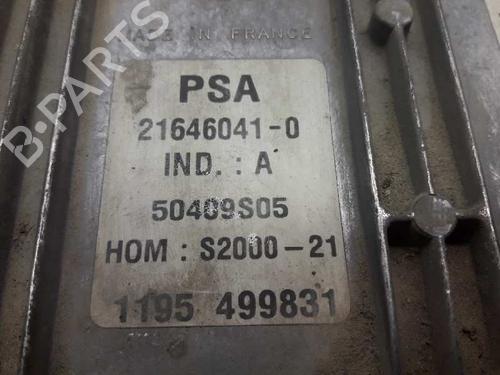 MADE IN FRANCE
PSA
21646041-0
IND. : A
50409S05
HOM : S2000-21
1195 499831
B-PARTS